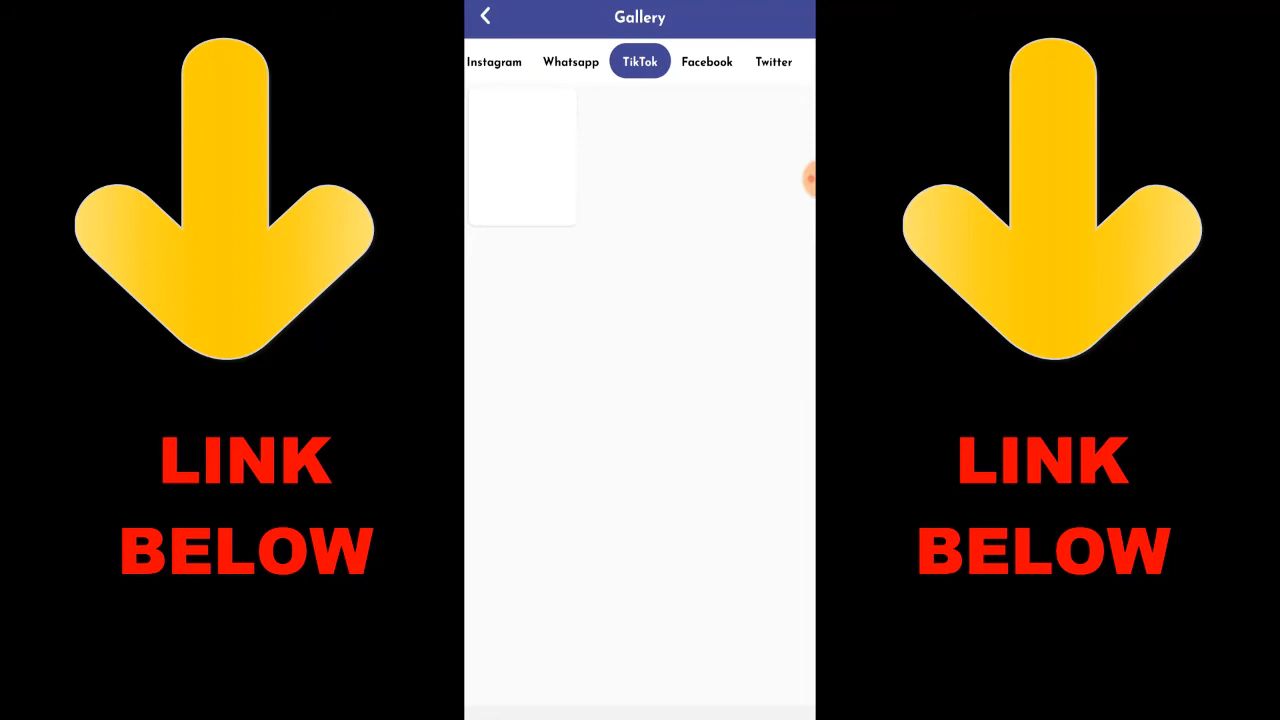 Gallery
Instagram Whatsapp TikTok Facebook Twitter
LINK
BELOW
LINK
BELOW